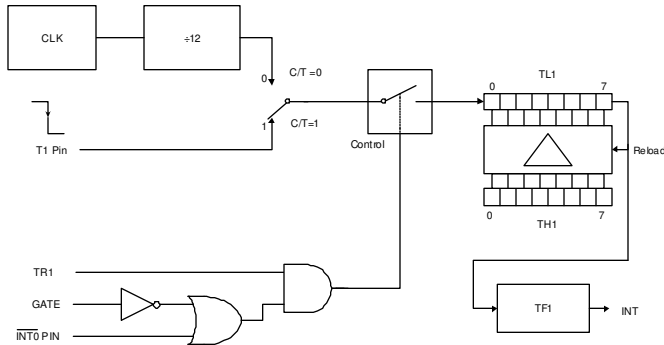 CLK
÷12
0
C/T =0
1
C/T=1
T1 Pin
Control
0
TL1
7
Reload
0
7
TH1
TR1
GATE
INT0 PIN
TF1
INT